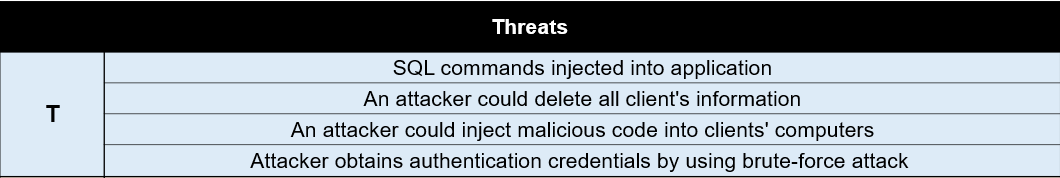 Threats
T
SQL commands injected into application
An attacker could delete all client's information
An attacker could inject malicious code into clients' computers
Attacker obtains authentication credentials by using brute-force attack